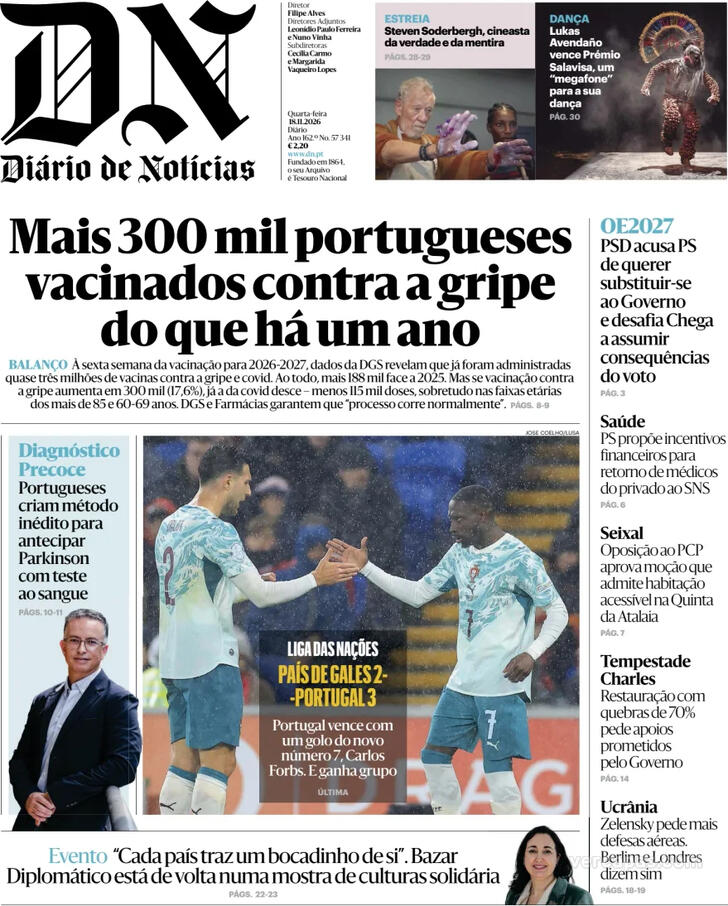 DN
Diário de Notícias
Diretor
Filipe Alves
Diretores Adjuntos
Leonídio Paulo Ferreira
e Nuno Vinha
Subdiretoras
Cecília Carmo
e Margarida
Vaqueiro Lopes
Quarta-feira
18.11.2026
Diário
Ano 162.º No. 57 341
€ 2,20
www.dn.pt
Fundado em 1864,
o seu Arquivo
é Tesouro Nacional
ESTREIA
Steven Soderbergh, cineasta
da verdade e da mentira
PÁGS. 28-29
DANÇA
Lukas
Avendaño
vence Prémio
Salavisa, um
“megafone”
para a sua
dança
PÁG. 30
Mais 300 mil portugueses
vacinados contra a gripe
do que há um ano
BALANÇO À sexta semana da vacinação para 2026-2027, dados da DGS revelam que já foram administradas
quase três milhões de vacinas contra a gripe e covid. Ao todo, mais 188 mil face a 2025. Mas se vacinação contra
a gripe aumenta em 300 mil (17,6%), já a da covid desce – menos 115 mil doses, sobretudo nas faixas etárias
dos mais de 85 e 60-69 anos. DGS e Farmácias garantem que “processo corre normalmente”. PÁGS. 8-9
OE2027
PSD acusa PS
de querer
substituir-se
ao Governo
e desafia Chega
a assumir
consequências
do voto
PÁG. 3
Saúde
PS propõe incentivos
financeiros para
retorno de médicos
do privado ao SNS
PÁG. 6
Seixal
Oposição ao PCP
aprova moção que
admite habitação
acessível na Quinta
da Atalaia
PÁG. 7
Tempestade
Charles
Restauração com
quebras de 70%
pede apoios
prometidos
pelo Governo
PÁG. 14
Ucrânia
Zelensky pede mais
defesas aéreas.
Berlim e Londres
dizem sim
PÁGS. 18-19
Diagnóstico
Precoce
Portugueses
criam método
inédito para
antecipar
Parkinson
com teste
ao sangue
PÁGS. 10-11
JOSE COELHO/LUSA
2
7
7
LIGA DAS NAÇÕES
PAÍS DE GALES 2-
-PORTUGAL 3
Portugal vence com
um golo do novo
número 7, Carlos
Forbs. E ganha grupo
ÚLTIMA
DRAG
Evento “Cada país traz um bocadinho de si”. Bazar
Diplomático está de volta numa mostra de culturas solidária
PÁGS. 22-23